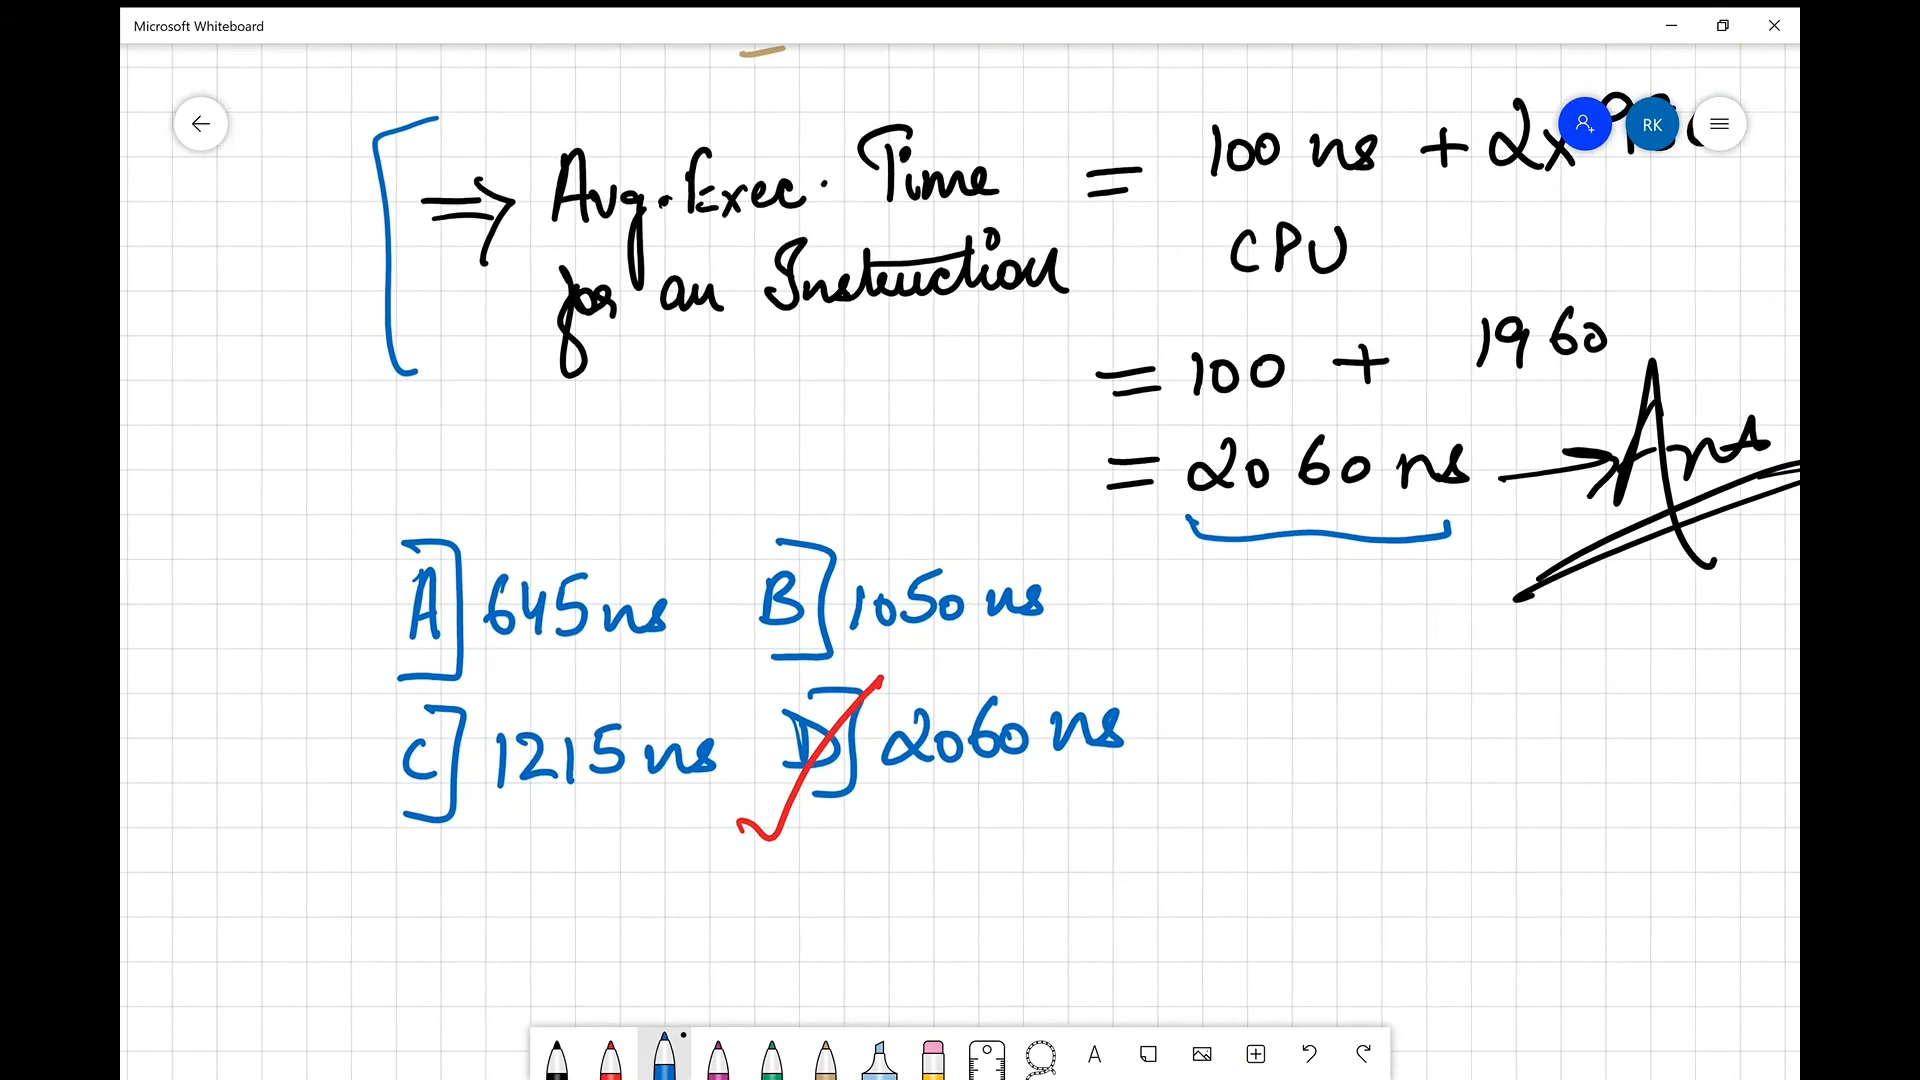 Microsoft Whiteboard
⇒ Avg. Exec. Time = 100 ns + 2x
for an Instruction CPU
RK
= 100 + 1960
= 2060 ns → Ans
A] 645 ns B] 1050 ns
C] 1215 ns D] 2060 ns
A